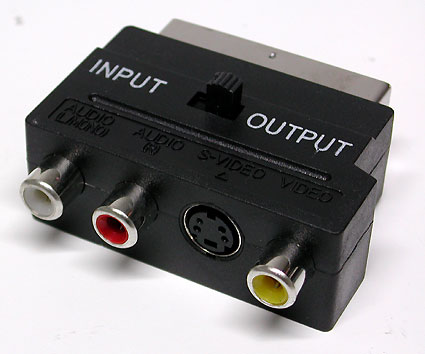 INPUT
OUTPUT
AUDIO
L(MONO)
AUDIO
(R)
S-VIDEO
VIDEO